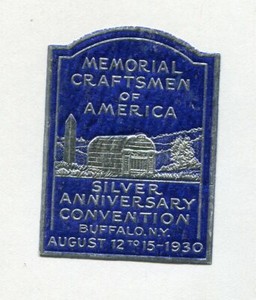 MEMORIAL
CRAFTSMEN
OF
AMERICA
SILVER
ANNIVERSARY
CONVENTION
BUFFALO. N.Y.
AUGUST 12 TO 15 - 1930